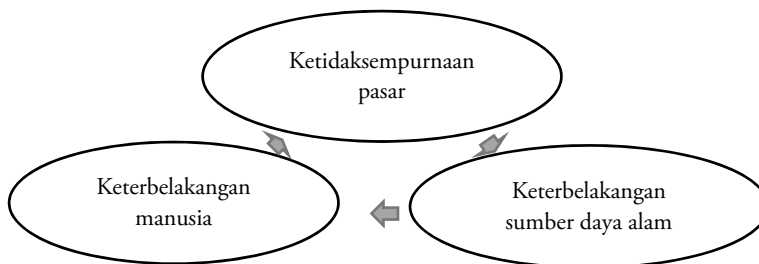 Ketidaksempurnaan
pasar
Keterbelakangan
manusia
Keterbelakangan
sumber daya alam